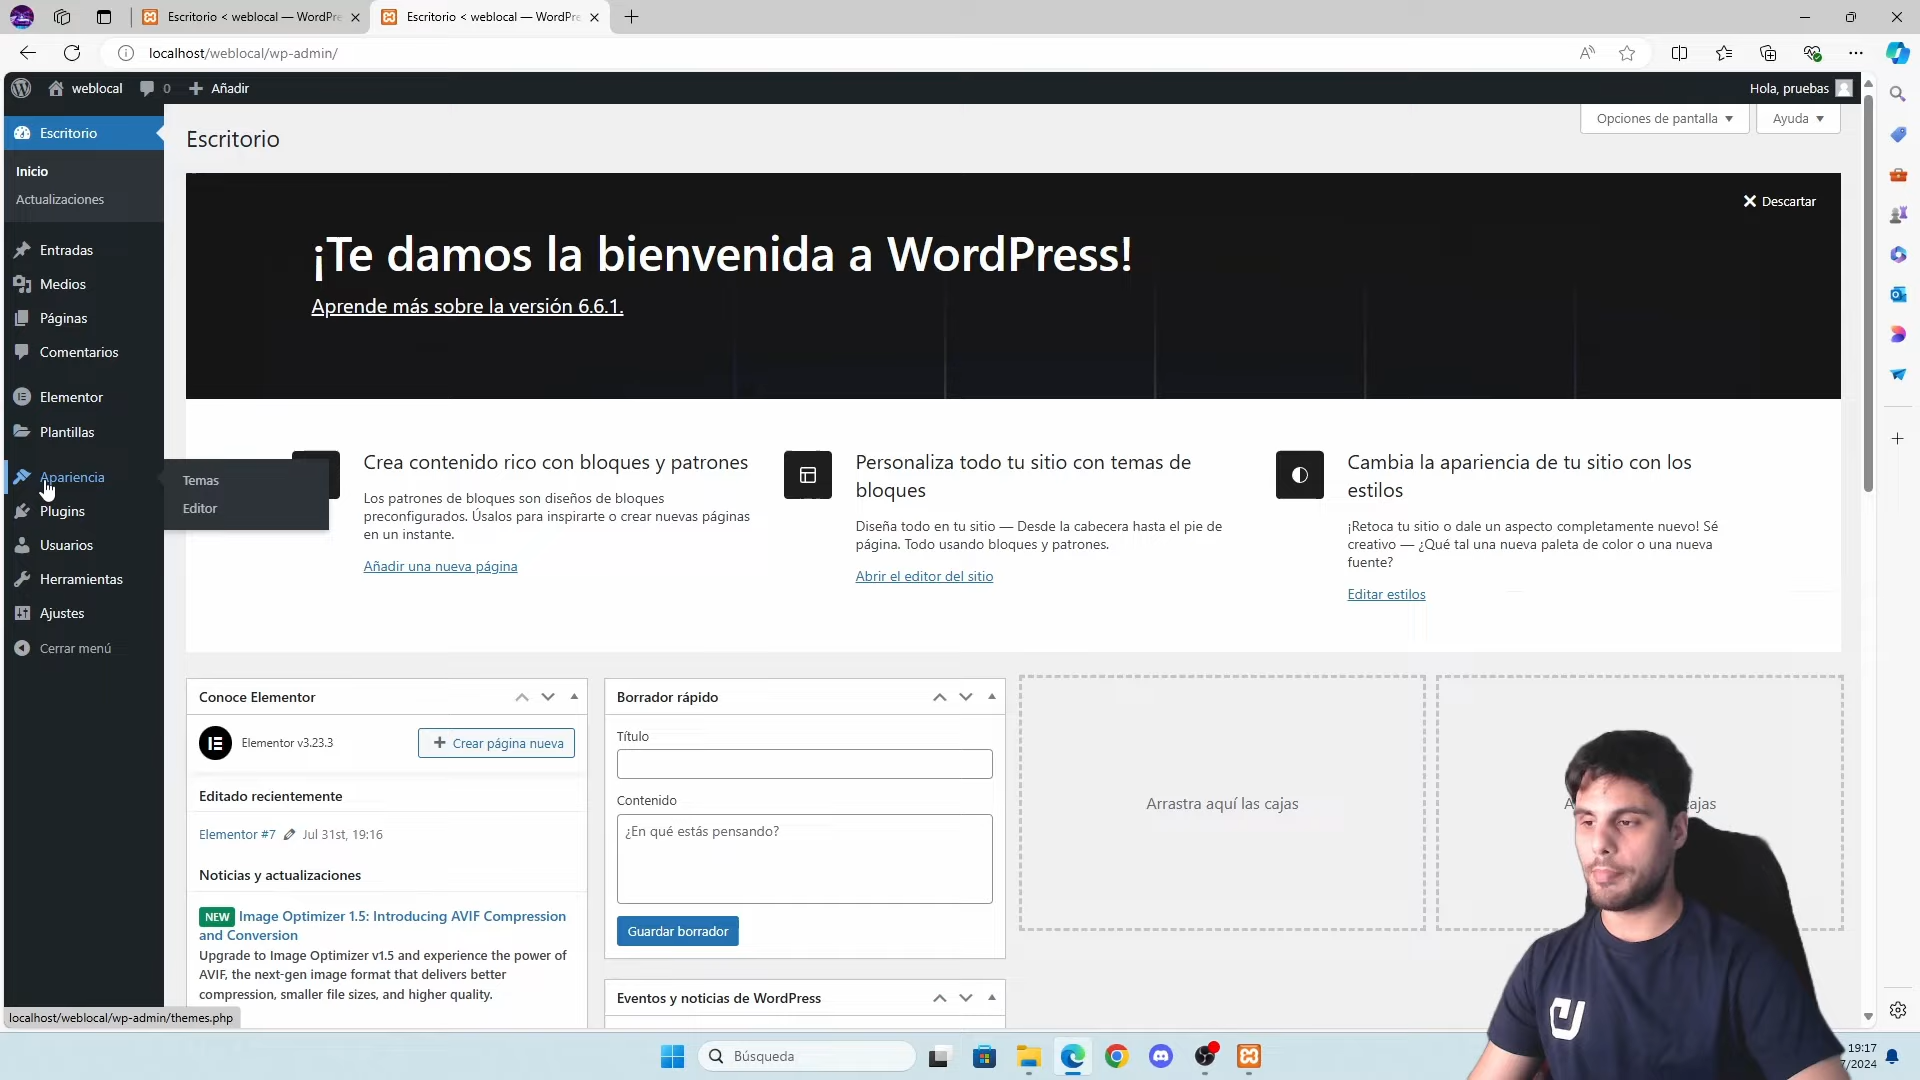 Escritorio < weblocal — WordPre
Escritorio < weblocal — WordPre
localhost/weblocal/wp-admin/
weblocal
0
Añadir
Hola, pruebas
Escritorio
Inicio
Actualizaciones
Entradas
Medios
Páginas
Comentarios
Elementor
Plantillas
Apariencia
Temas
Editor
Plugins
Usuarios
Herramientas
Ajustes
Cerrar menú
Escritorio
Opciones de pantalla
Ayuda
Descartar
¡Te damos la bienvenida a WordPress!
Aprende más sobre la versión 6.6.1.
Crea contenido rico con bloques y patrones
Los patrones de bloques son diseños de bloques
preconfigurados. Úsalos para inspirarte o crear nuevas páginas
en un instante.
Añadir una nueva página
Personaliza todo tu sitio con temas de
bloques
Diseña todo en tu sitio — Desde la cabecera hasta el pie de
página. Todo usando bloques y patrones.
Abrir el editor del sitio
Cambia la apariencia de tu sitio con los
estilos
¡Retoca tu sitio o dale un aspecto completamente nuevo! Sé
creativo — ¿Qué tal una nueva paleta de color o una nueva
fuente?
Editar estilos
Conoce Elementor
Elementor v3.23.3
Crear página nueva
Editado recientemente
Elementor #7 Jul 31st, 19:16
Noticias y actualizaciones
NEW Image Optimizer 1.5: Introducing AVIF Compression
and Conversion
Upgrade to Image Optimizer v1.5 and experience the power of
AVIF, the next-gen image format that delivers better
compression, smaller file sizes, and higher quality.
Borrador rápido
Título
Contenido
¿En qué estás pensando?
Guardar borrador
Eventos y noticias de WordPress
Arrastra aquí las cajas
cajas
localhost/weblocal/wp-admin/themes.php
Búsqueda
19:17
7/2024